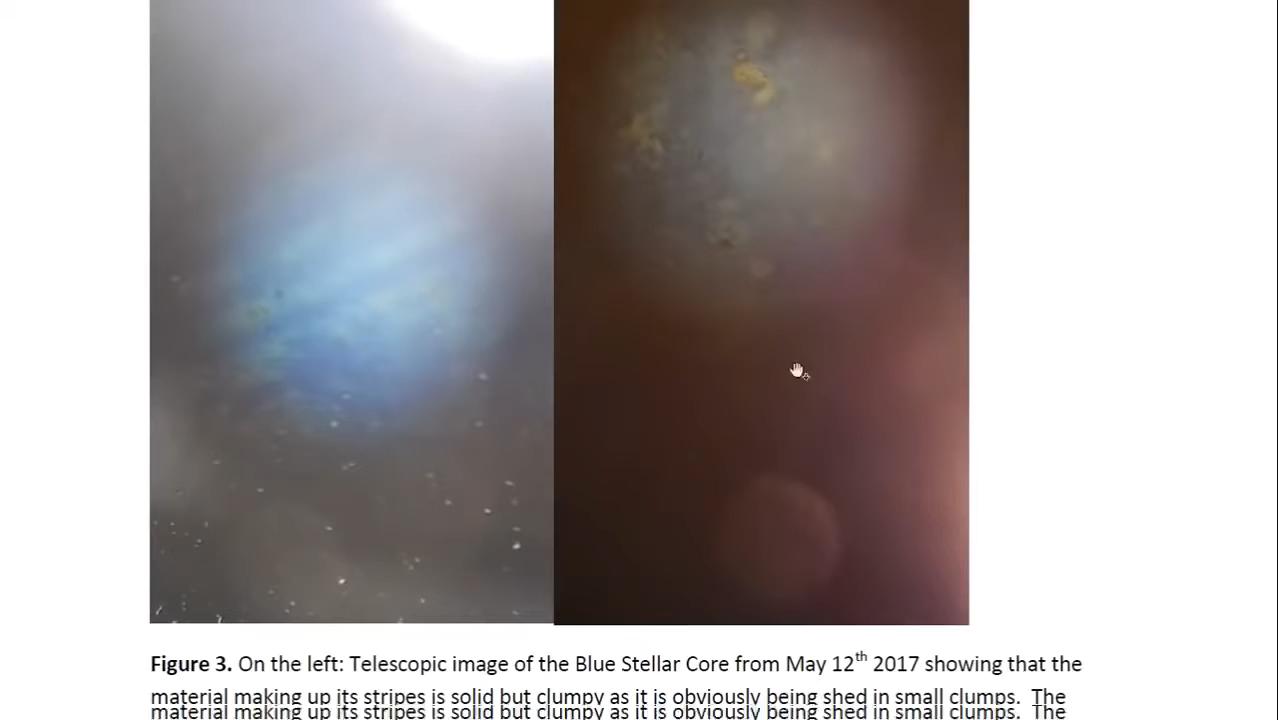 Figure 3. On the left: Telescopic image of the Blue Stellar Core from May 12th 2017 showing that the
material making up its stripes is solid but clumpy as it is obviously being shed in small clumps. The
material making up its stripes is solid but clumpy as it is obviously being shed in small clumps. The